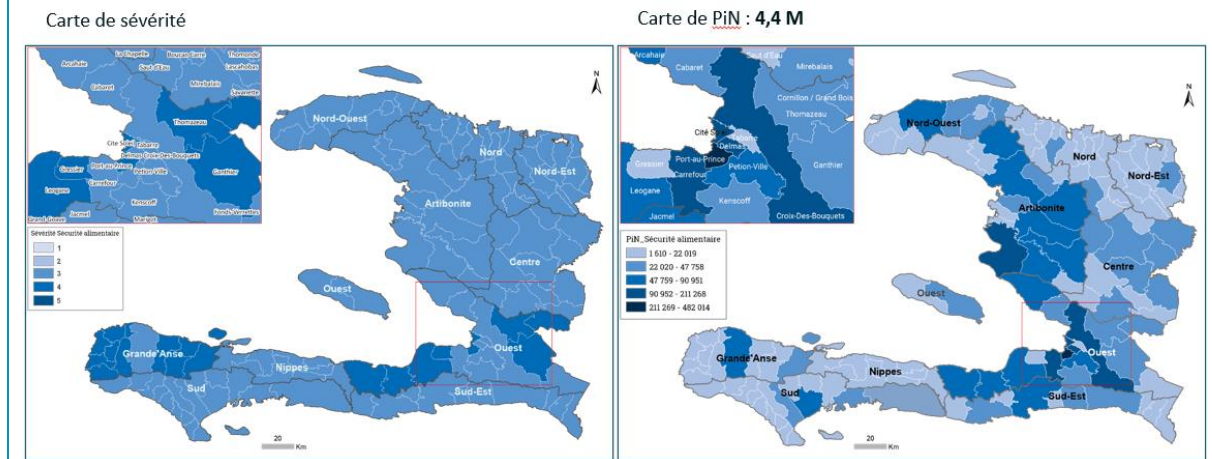 Carte de sévérité
Arcahaie
La Chapelle
Boucan Carré
Thomonde
Saut d'Eau
Lascahobas
Cabaret
Mirebalais
Savanette
Thomazeau
Cité Soleil
Tabarre
Delmas
Croix-Des-Bouquets
Gressier
Port-au-Prince
Petion-Ville
Ganthier
Leogane
Carrefour
Kenscoff
Grand-Goave
Jacmel
Marigot
Fonds-Verrettes
Sévérité Sécurité alimentaire
1
2
3
4
5
N
Nord-Ouest
Nord
Nord-Est
Artibonite
Centre
Ouest
Ouest
Grande'Anse
Nippes
Sud
Sud-Est
20
Km
Carte de PiN : 4,4 M
Arcahaie
Saut d'Eau
Cabaret
Mirebalais
Cornillon / Grand Bois
Thomazeau
Tabarre
Delmas
Gressier
Port-au-Prince
Petion-Ville
Ganthier
Carrefour
Leogane
Kenscoff
Jacmel
Croix-Des-Bouquets
PiN_Sécurité alimentaire
1 610 - 22 019
22 020 - 47 758
47 759 - 90 951
90 952 - 211 268
211 269 - 482 014
N
Nord-Ouest
Nord
Nord-Est
Artibonite
Centre
Ouest
Ouest
Grande'Anse
Nippes
Sud
Sud-Est
20
Km